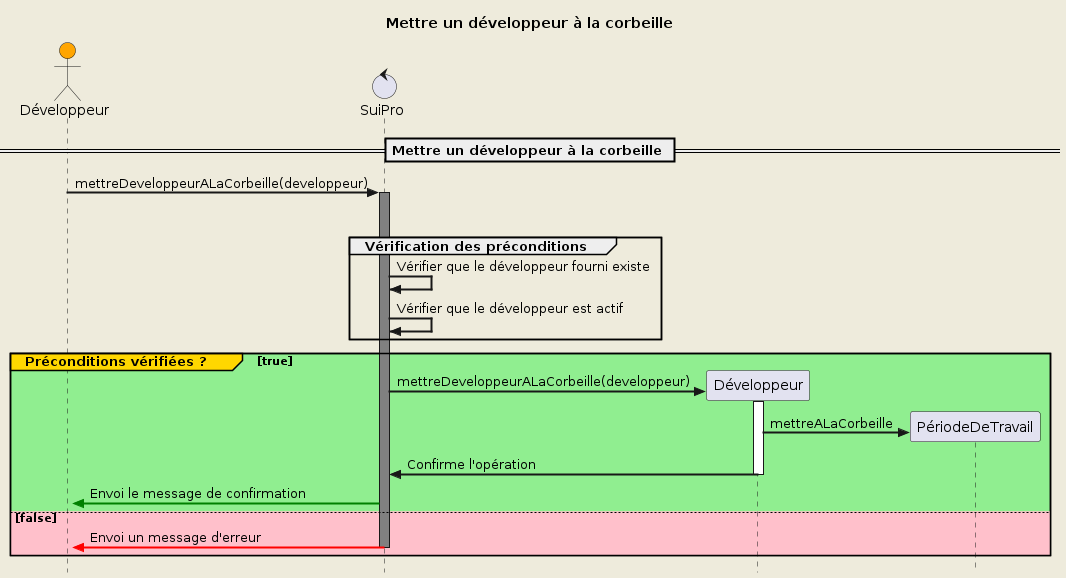 Mettre un développeur à la corbeille
Développeur
SuiPro
Mettre un développeur à la corbeille
mettreDeveloppeurALaCorbeille(developpeur)
Vérification des préconditions
Vérifier que le développeur fourni existe
Vérifier que le développeur est actif
Préconditions vérifiées ? [true]
mettreDeveloppeurALaCorbeille(developpeur)
Développeur
mettreALaCorbeille
PériodeDeTravail
Confirme l'opération
Envoi le message de confirmation
[false]
Envoi un message d'erreur